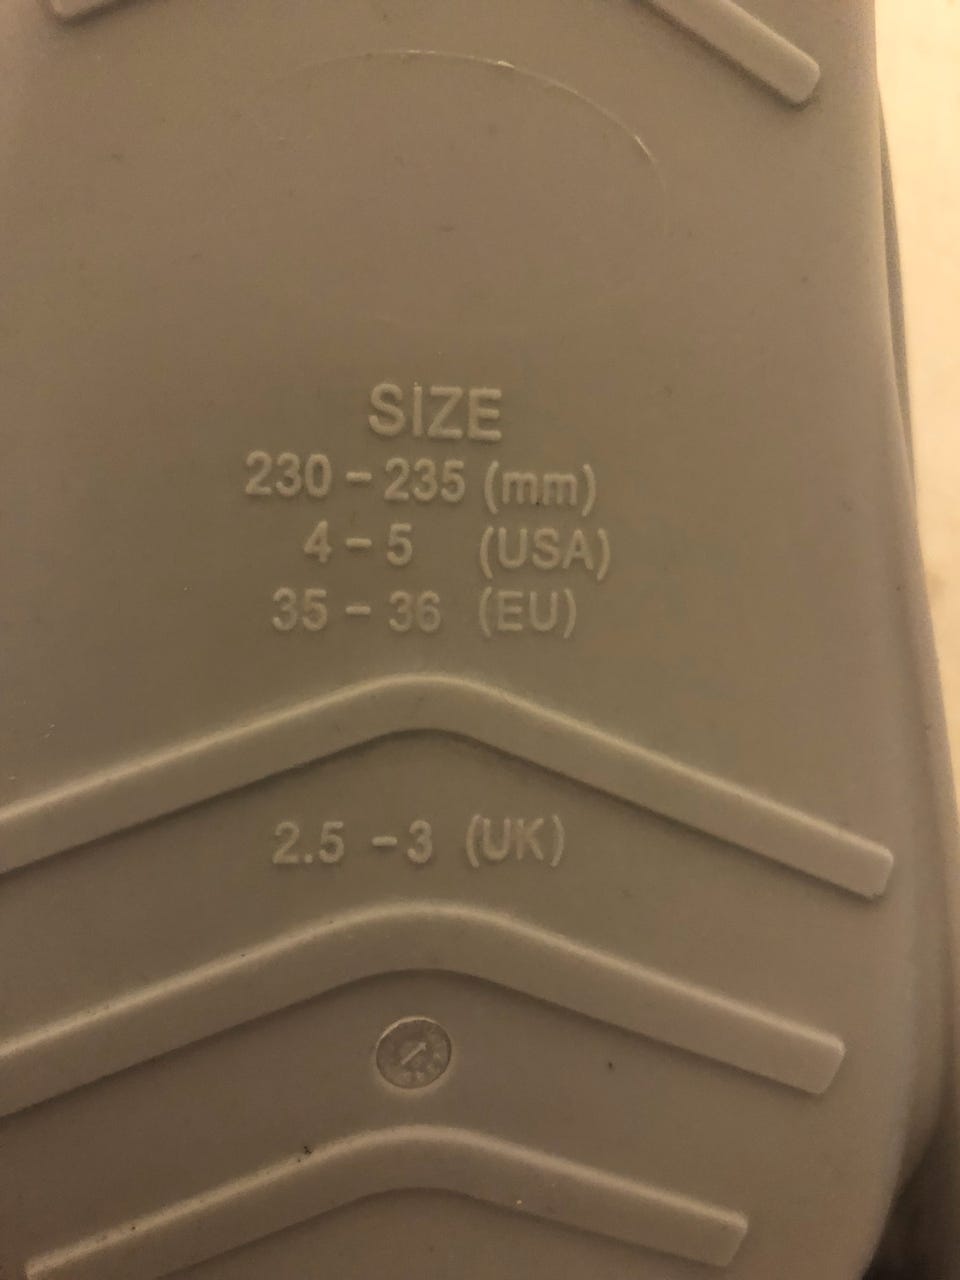 SIZE
230 - 235 (mm)
4 - 5 (USA)
35 - 36 (EU)
2.5 - 3 (UK)